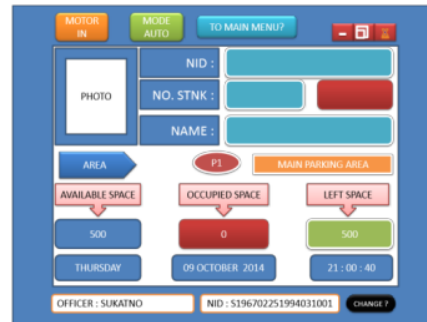 MOTOR IN
MODE AUTO
TO MAIN MENU?
PHOTO
NID :
NO. STNK :
NAME :
AREA
P1
MAIN PARKING AREA
AVAILABLE SPACE
OCCUPIED SPACE
LEFT SPACE
500
0
500
THURSDAY
09 OCTOBER 2014
21 : 00 : 40
OFFICER : SUKATNO
NID : S196702251994031001
CHANGE ?